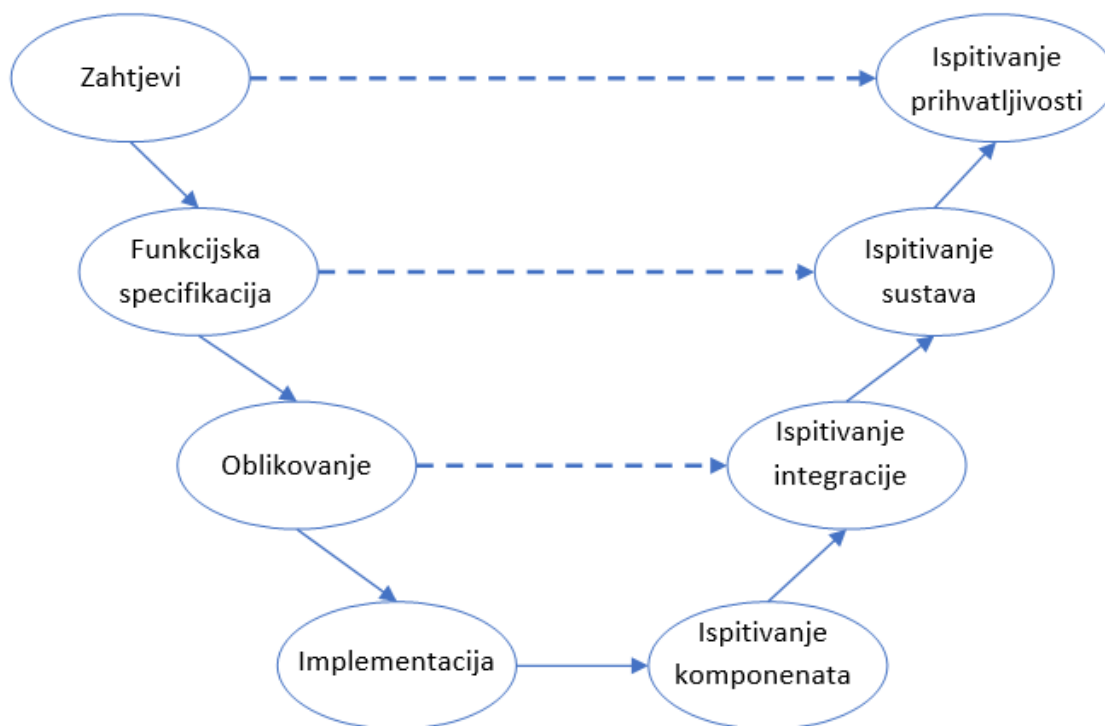 Zahtjevi
Ispitivanje
prihvatljivosti
Funkcijska
specifikacija
Ispitivanje
sustava
Oblikovanje
Ispitivanje
integracije
Implementacija
Ispitivanje
komponenata